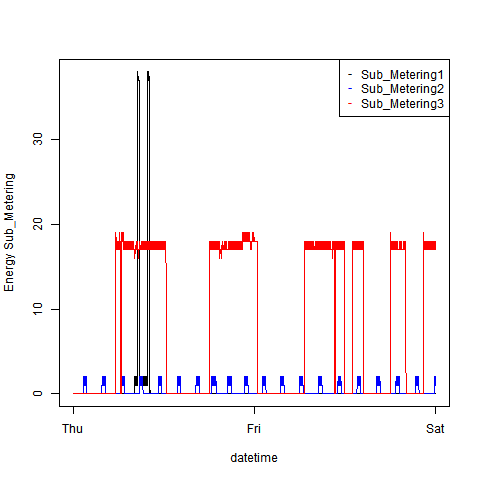 Sub_Metering1
Sub_Metering2
Sub_Metering3
Energy Sub_Metering
30
20
10
0
Thu Fri Sat
datetime